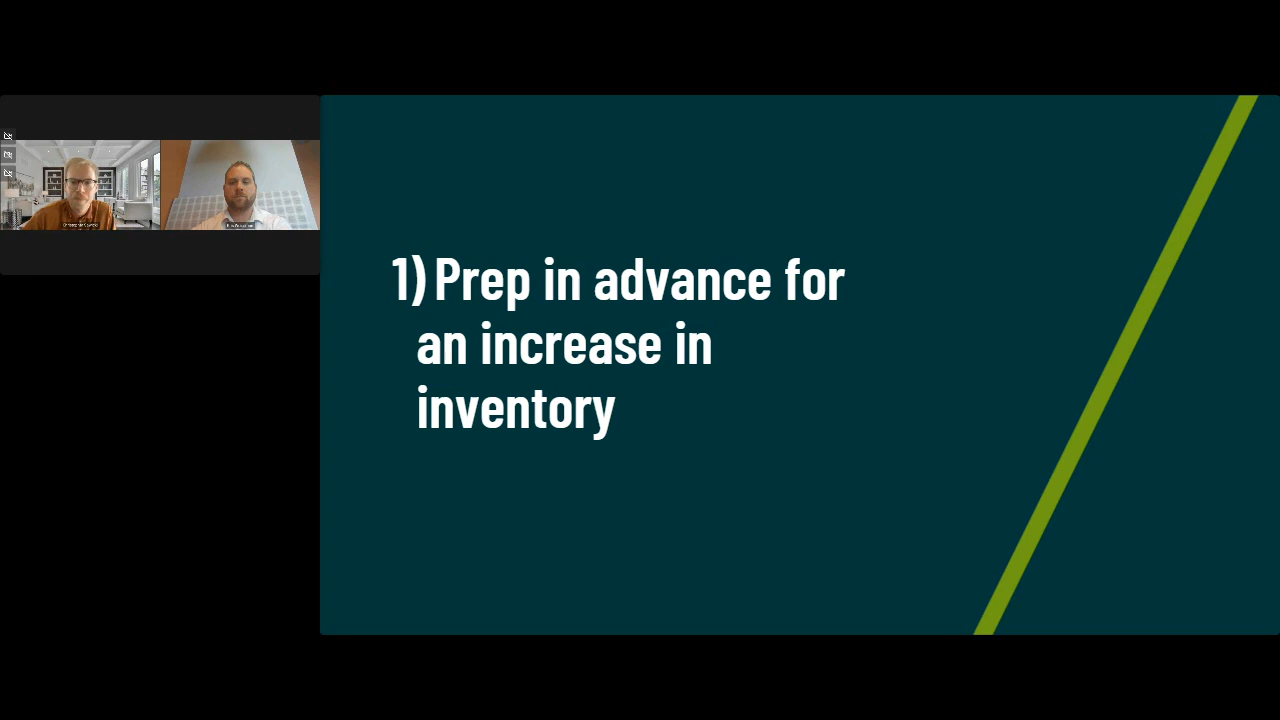 1) Prep in advance for
an increase in
inventory